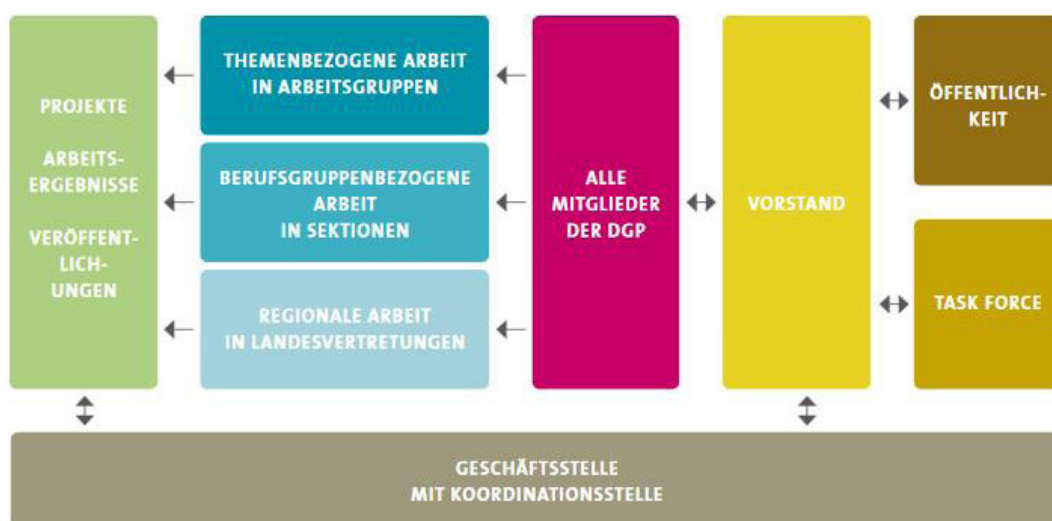 PROJEKTE
ARBEITS-
ERGEBNISSE
VERÖFFENT-
LICH-
UNGEN
THEMENBEZOGENE ARBEIT
IN ARBEITSGRUPPEN
BERUFSGRUPPENBEZOGENE
ARBEIT
IN SEKTIONEN
REGIONALE ARBEIT
IN LANDESVERTRETUNGEN
ALLE
MITGLIEDER
DER DGP
VORSTAND
ÖFFENTLICH-
KEIT
TASK FORCE
GESCHÄFTSSTELLE
MIT KOORDINATIONSSTELLE